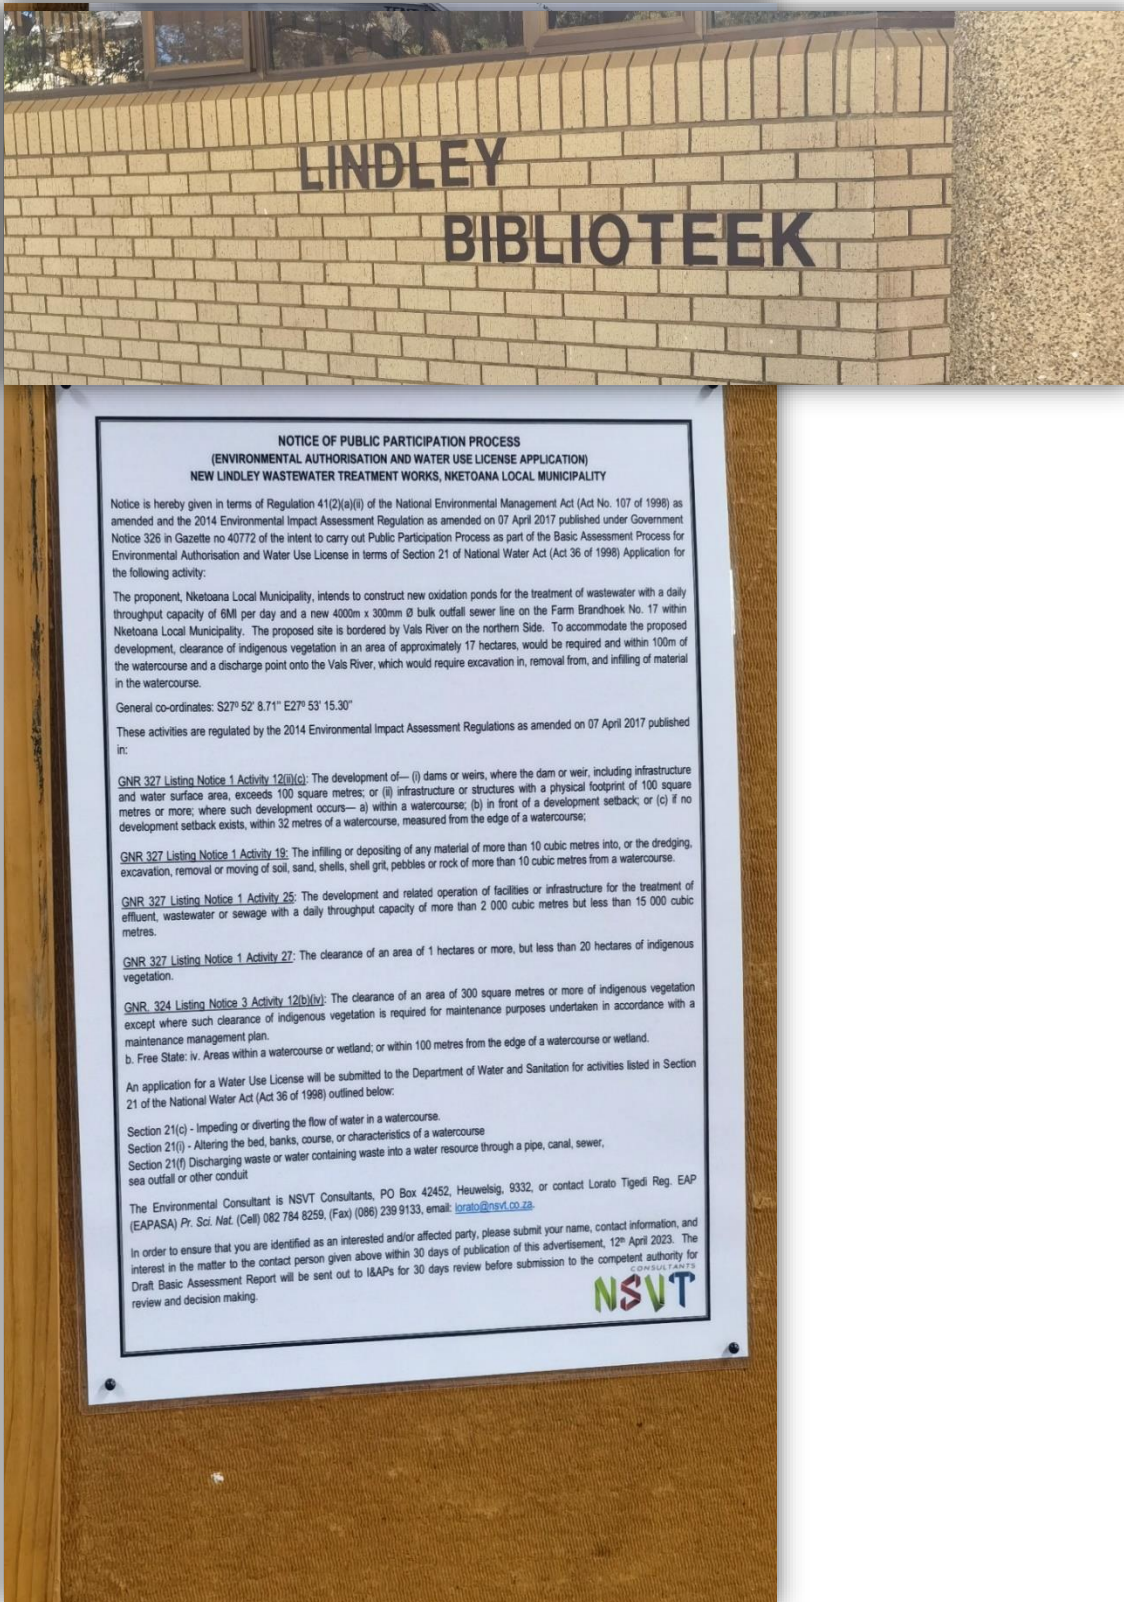 LINDLEY
BIBLIOTEEK
NOTICE OF PUBLIC PARTICIPATION PROCESS
(ENVIRONMENTAL AUTHORISATION AND WATER USE LICENSE APPLICATION)
NEW LINDLEY WASTEWATER TREATMENT WORKS, NKETOANA LOCAL MUNICIPALITY
Notice is hereby given in terms of Regulation 41(2)(a)(ii) of the National Environmental Management Act (Act No. 107 of 1998) as
amended and the 2014 Environmental Impact Assessment Regulation as amended on 07 April 2017 published under Government
Notice 326 in Gazette no 40772 of the intent to carry out Public Participation Process as part of the Basic Assessment Process for
Environmental Authorisation and Water Use License in terms of Section 21 of National Water Act (Act 36 of 1998) Application for
the following activity:
The proponent, Nketoana Local Municipality, intends to construct new oxidation ponds for the treatment of wastewater with a daily
throughput capacity of 6Ml per day and a new 4000m x 300mm Ø bulk outfall sewer line on the Farm Brandhoek No. 17 within
Nketoana Local Municipality. The proposed site is bordered by Vals River on the northern Side. To accommodate the proposed
development, clearance of indigenous vegetation in an area of approximately 17 hectares, would be required and within 100m of
the watercourse and a discharge point onto the Vals River, which would require excavation in, removal from, and infilling of material
in the watercourse.
General co-ordinates: S27⁰ 52' 8.71" E27⁰ 53' 15.30"
These activities are regulated by the 2014 Environmental Impact Assessment Regulations as amended on 07 April 2017 published
in:
GNR 327 Listing Notice 1 Activity 12(ii)(c): The development of— (i) dams or weirs, where the dam or weir, including infrastructure
and water surface area, exceeds 100 square metres; or (ii) infrastructure or structures with a physical footprint of 100 square
metres or more; where such development occurs— a) within a watercourse; (b) in front of a development setback; or (c) if no
development setback exists, within 32 metres of a watercourse, measured from the edge of a watercourse;
GNR 327 Listing Notice 1 Activity 19: The infilling or depositing of any material of more than 10 cubic metres into, or the dredging,
excavation, removal or moving of soil, sand, shells, shell grit, pebbles or rock of more than 10 cubic metres from a watercourse.
GNR 327 Listing Notice 1 Activity 25: The development and related operation of facilities or infrastructure for the treatment of
effluent, wastewater or sewage with a daily throughput capacity of more than 2 000 cubic metres but less than 15 000 cubic
metres.
GNR 327 Listing Notice 1 Activity 27: The clearance of an area of 1 hectares or more, but less than 20 hectares of indigenous
vegetation.
GNR. 324 Listing Notice 3 Activity 12(b)(iv): The clearance of an area of 300 square metres or more of indigenous vegetation
except where such clearance of indigenous vegetation is required for maintenance purposes undertaken in accordance with a
maintenance management plan.
b. Free State: iv. Areas within a watercourse or wetland; or within 100 metres from the edge of a watercourse or wetland.
An application for a Water Use License will be submitted to the Department of Water and Sanitation for activities listed in Section
21 of the National Water Act (Act 36 of 1998) outlined below:
Section 21(c) - Impeding or diverting the flow of water in a watercourse.
Section 21(i) - Altering the bed, banks, course, or characteristics of a watercourse
Section 21(f) Discharging waste or water containing waste into a water resource through a pipe, canal, sewer,
sea outfall or other conduit
The Environmental Consultant is NSVT Consultants, PO Box 42452, Heuwelsig, 9332, or contact Lorato Tigedi Reg. EAP
(EAPASA) Pr. Sci. Nat. (Cell) 082 784 8259, (Fax) (086) 239 9133, email: lorato@nsvt.co.za.
In order to ensure that you are identified as an interested and/or affected party, please submit your name, contact information, and
interest in the matter to the contact person given above within 30 days of publication of this advertisement, 12th April 2023. The
Draft Basic Assessment Report will be sent out to I&APs for 30 days review before submission to the competent authority for
review and decision making.
CONSULTANTS
NSVT